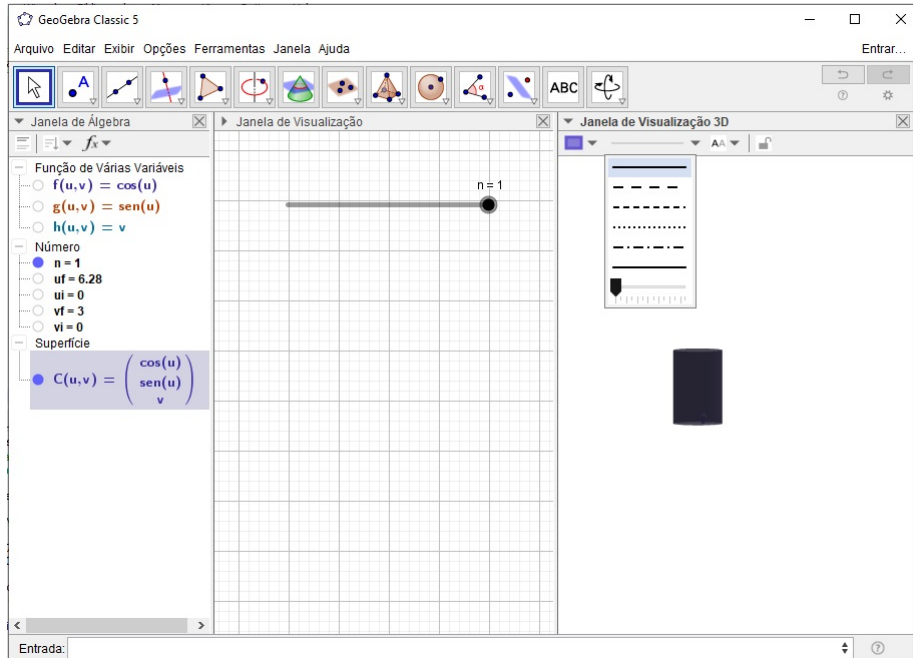 GeoGebra Classic 5
Arquivo Editar Exibir Opções Ferramentas Janela Ajuda
Entrar...
A
α
ABC
Janela de Álgebra
fx
Função de Várias Variáveis
f(u,v) = cos(u)
g(u,v) = sen(u)
h(u,v) = v
Número
n = 1
uf = 6.28
ui = 0
vf = 3
vi = 0
Superfície
C(u,v) = ( cos(u)
sen(u)
v )
Janela de Visualização
n = 1
Janela de Visualização 3D
AA
Entrada: